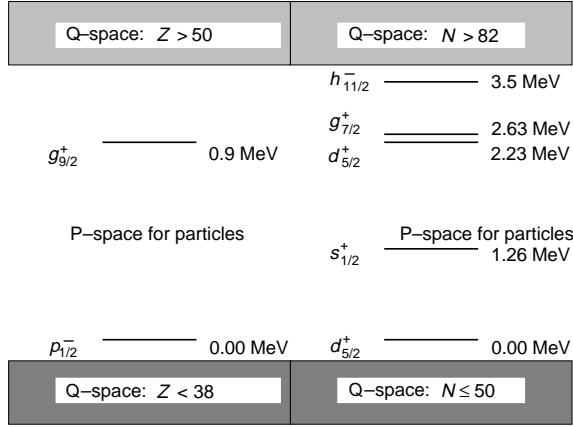 Q–space: Z > 50
Q–space: N > 82
h⁻₁₁/₂ 3.5 MeV
g⁺₇/₂ 2.63 MeV
g⁺₉/₂ 0.9 MeV
d⁺₅/₂ 2.23 MeV
P–space for particles
P–space for particles
s⁺₁/₂ 1.26 MeV
p⁻₁/₂ 0.00 MeV
d⁺₅/₂ 0.00 MeV
Q–space: Z < 38
Q–space: N ≤ 50